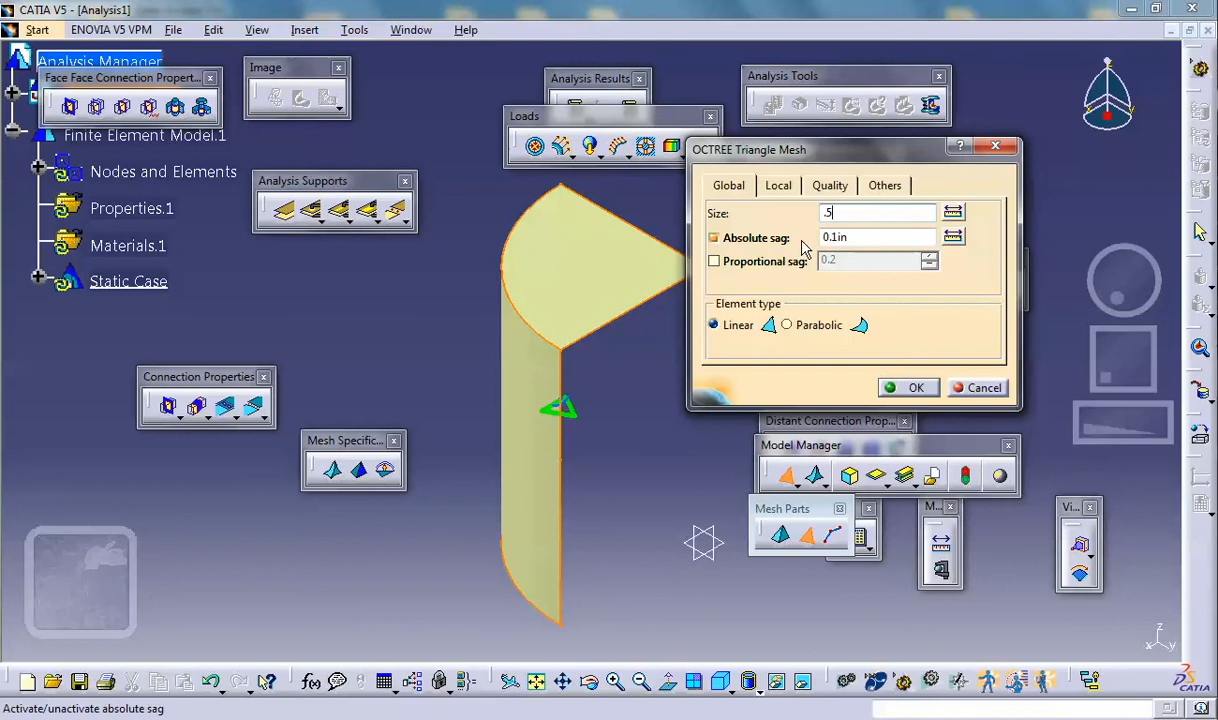 CATIA V5 - [Analysis1]
Start ENOVIA V5 VPM File Edit View Insert Tools Window Help
Analysis Manager
Face Face Connection Propert...
Image
Analysis Results
Analysis Tools
Loads
Finite Element Model.1
Nodes and Elements
Analysis Supports
Properties.1
Materials.1
Static Case
OCTREE Triangle Mesh
Global Local Quality Others
Size: .5
Absolute sag: 0.1in
Proportional sag: 0.2
Element type
Linear Parabolic
OK Cancel
Connection Properties
Mesh Specific...
Distant Connection Prop...
Model Manager
Mesh Parts
M...
Vi...
z
x y
f(x)
CATIA
Activate/unactivate absolute sag